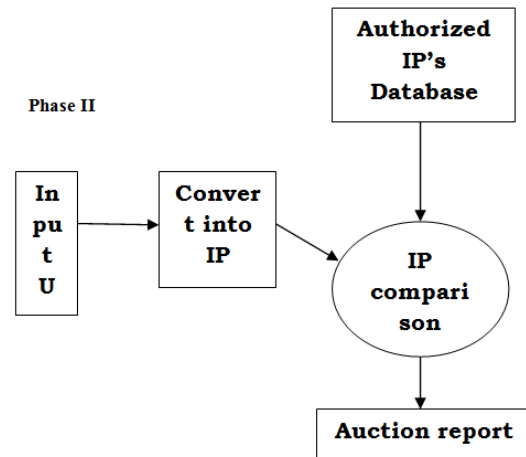 Authorized
IP’s
Database
Phase II
In
pu
t
U
Conver
t into
IP
IP
compari
son
Auction report